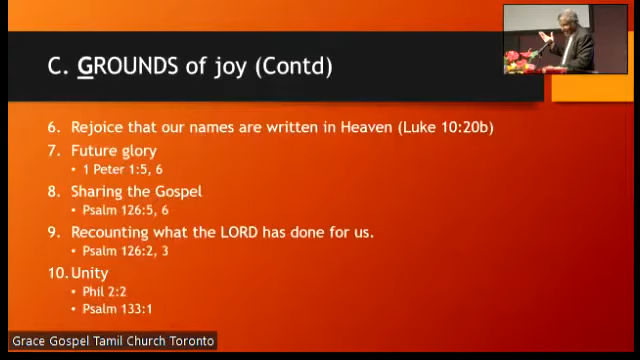 C. GROUNDS of joy (Contd)
6. Rejoice that our names are written in Heaven (Luke 10:20b)
7. Future glory
• 1 Peter 1:5, 6
8. Sharing the Gospel
• Psalm 126:5, 6
9. Recounting what the LORD has done for us.
• Psalm 126:2, 3
10. Unity
• Phil 2:2
• Psalm 133:1
Grace Gospel Tamil Church Toronto